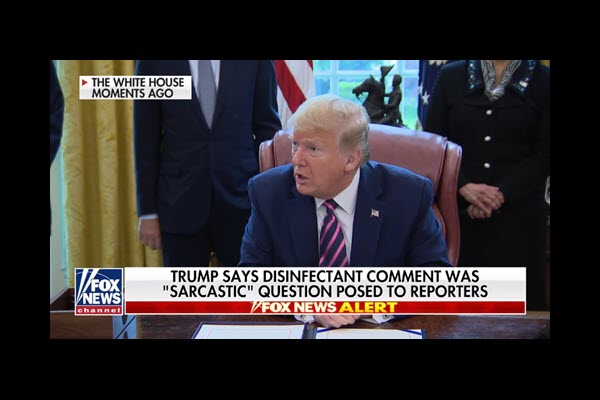 THE WHITE HOUSE
MOMENTS AGO
TRUMP SAYS DISINFECTANT COMMENT WAS
"SARCASTIC" QUESTION POSED TO REPORTERS
FOX
NEWS
channel
FOX NEWS ALERT